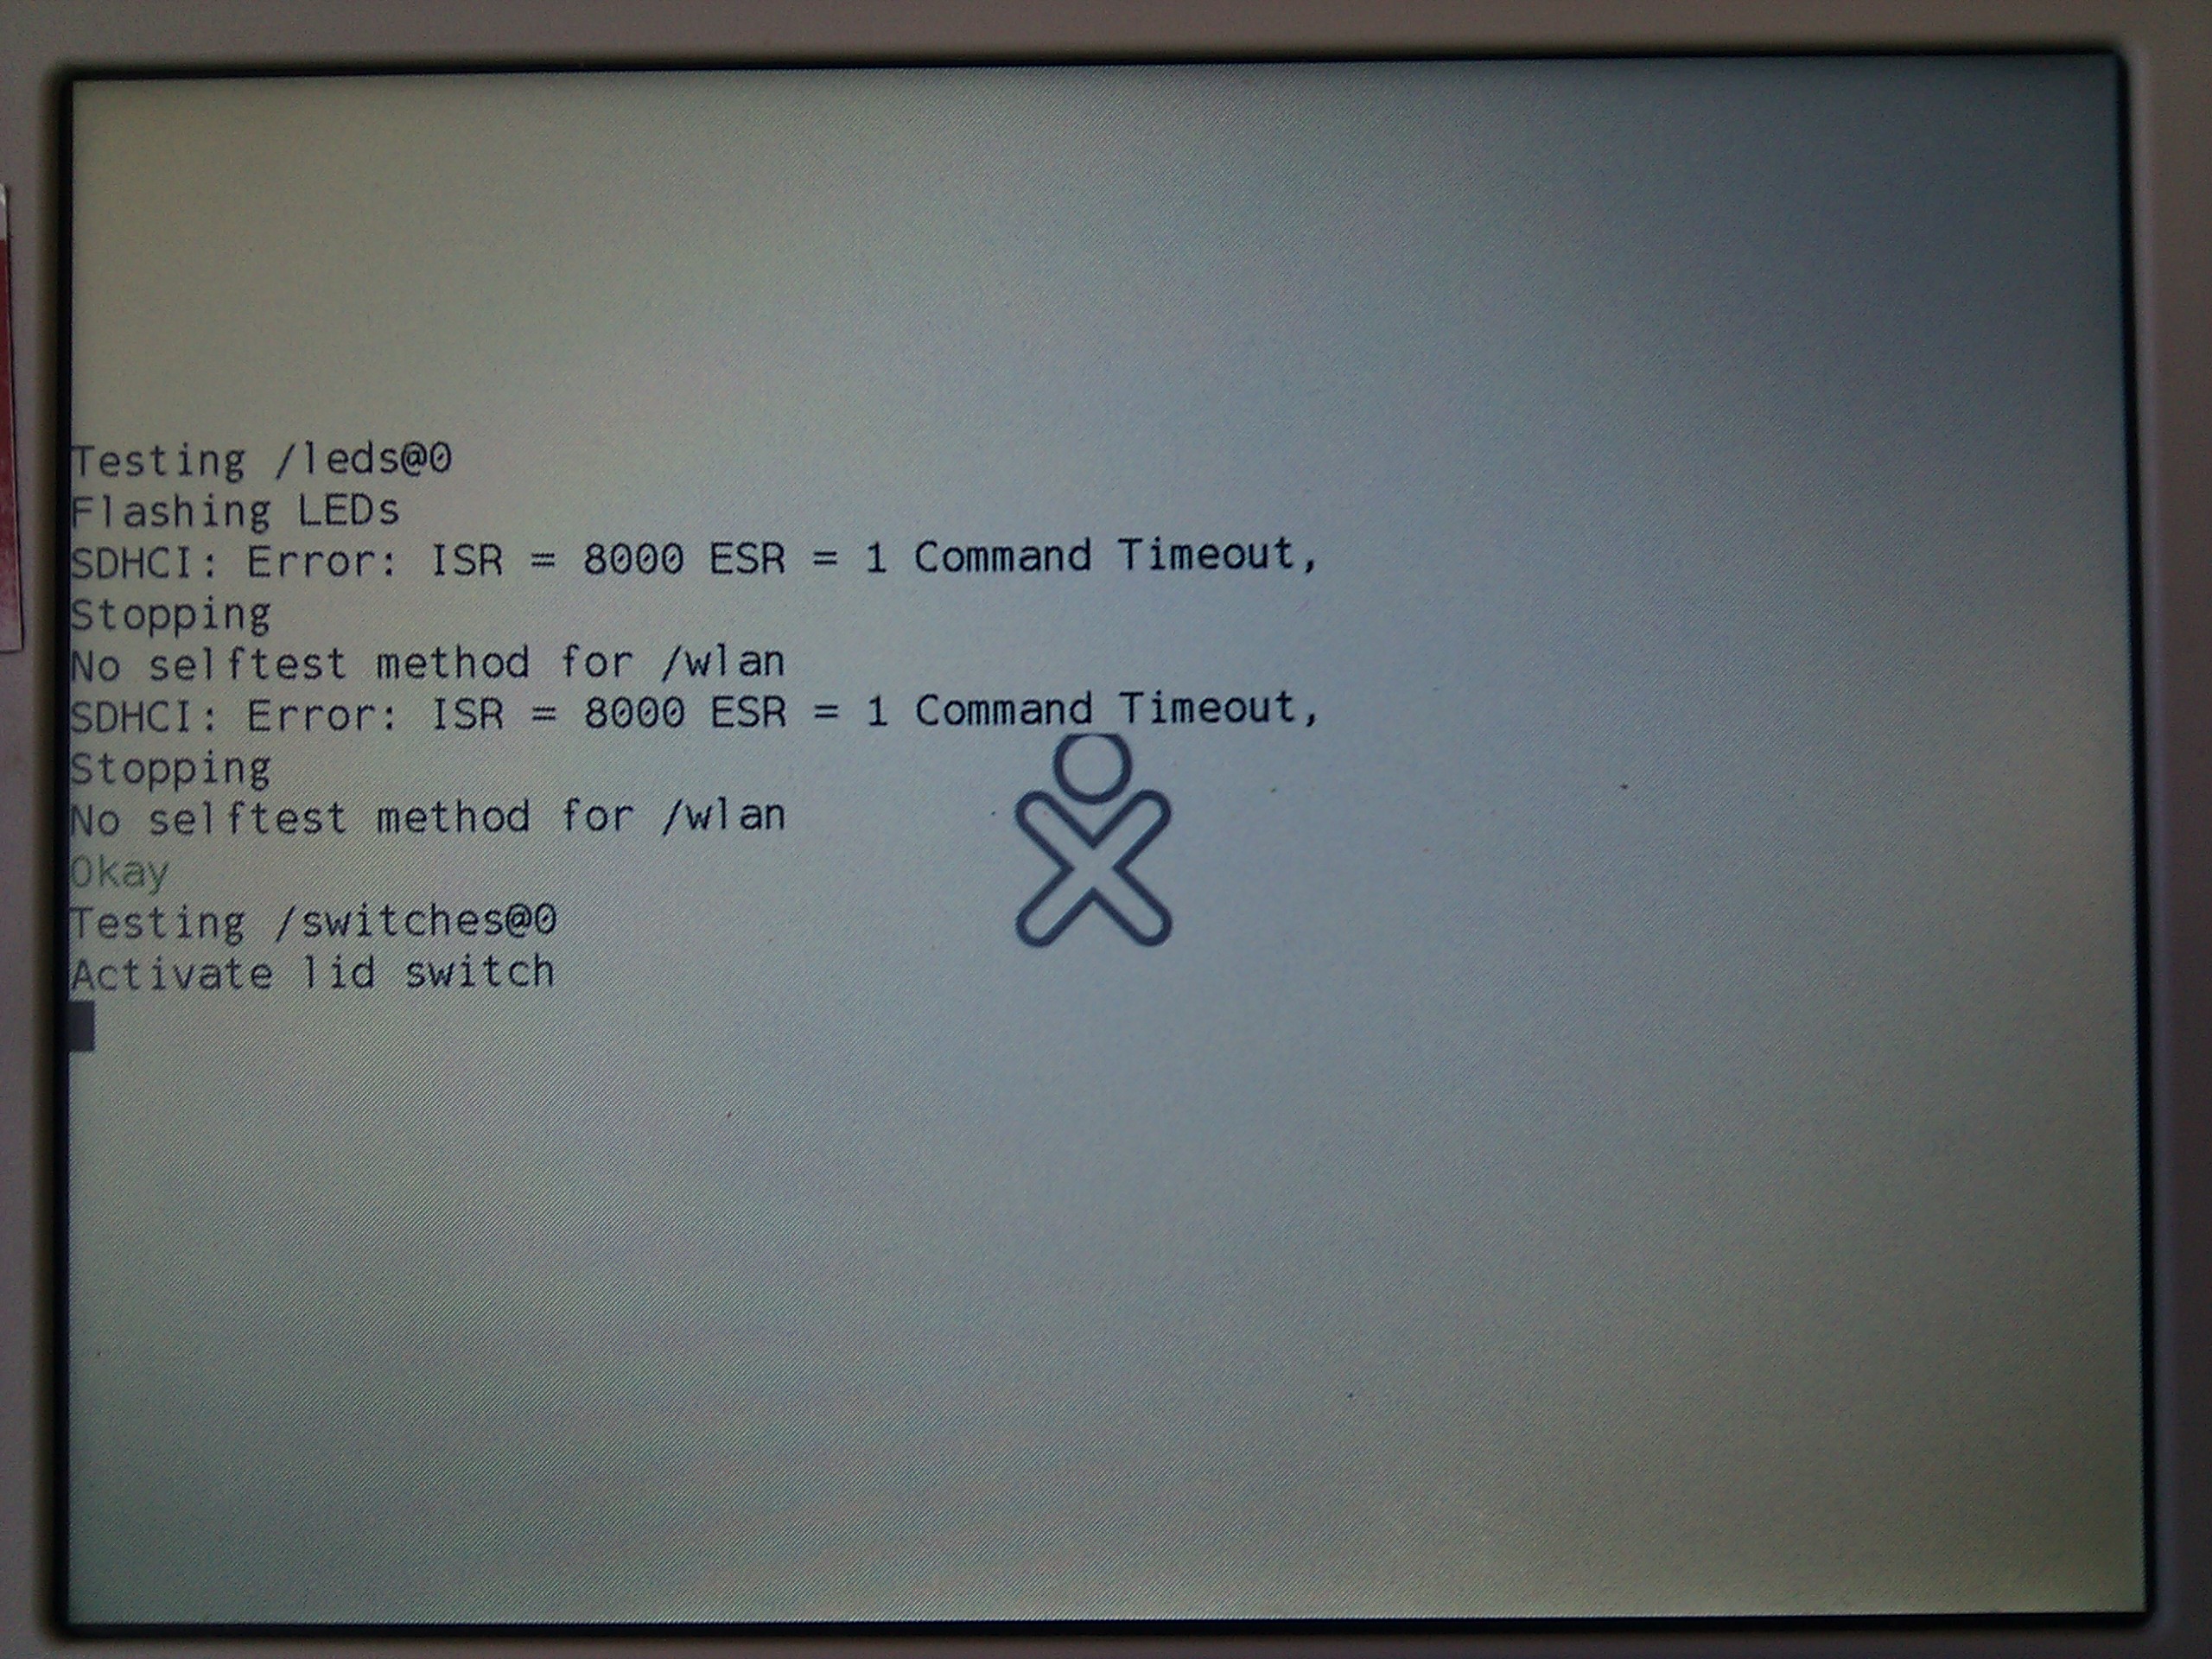 Testing /leds@0
Flashing LEDs
SDHCI: Error: ISR = 8000 ESR = 1 Command Timeout,
Stopping
No selftest method for /wlan
SDHCI: Error: ISR = 8000 ESR = 1 Command Timeout,
Stopping
No selftest method for /wlan
Okay
Testing /switches@0
Activate lid switch